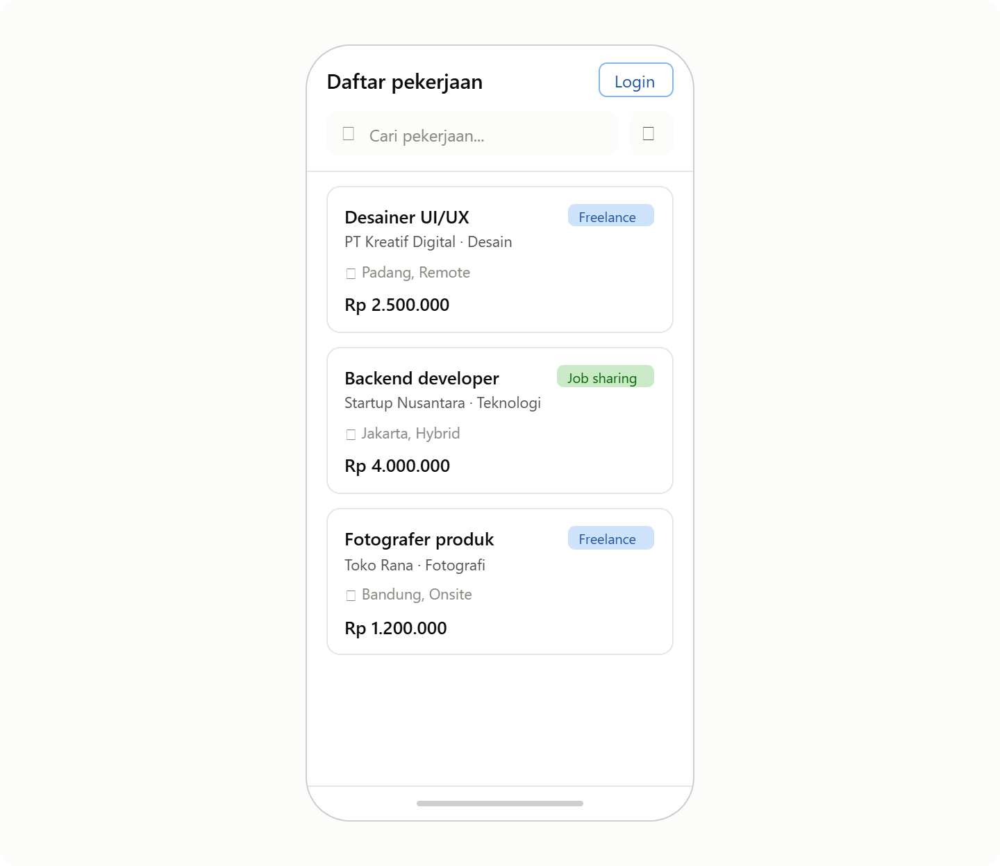 Daftar pekerjaan
Login
Cari pekerjaan...
Desainer UI/UX
Freelance
PT Kreatif Digital · Desain
Padang, Remote
Rp 2.500.000
Backend developer
Job sharing
Startup Nusantara · Teknologi
Jakarta, Hybrid
Rp 4.000.000
Fotografer produk
Freelance
Toko Rana · Fotografi
Bandung, Onsite
Rp 1.200.000